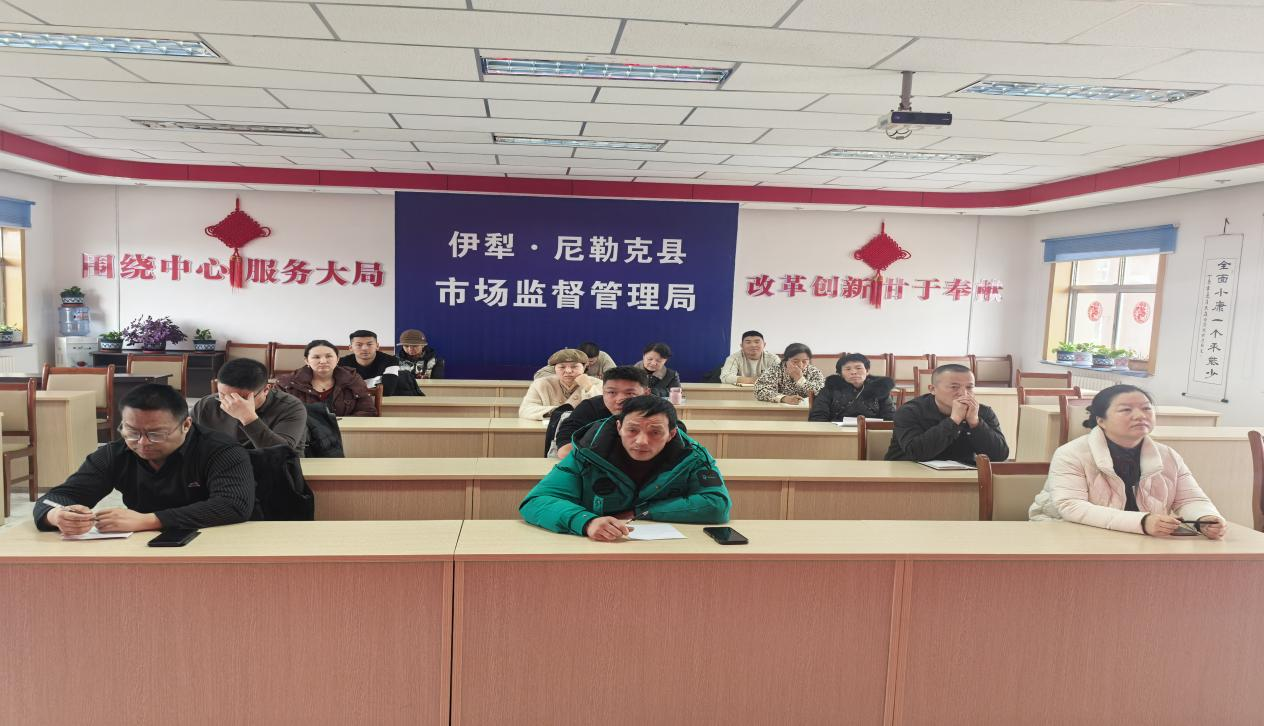 围绕中心 服务大局
伊犁·尼勒克县
市场监督管理局
改革创新 甘于奉献
全面小康一个不能少